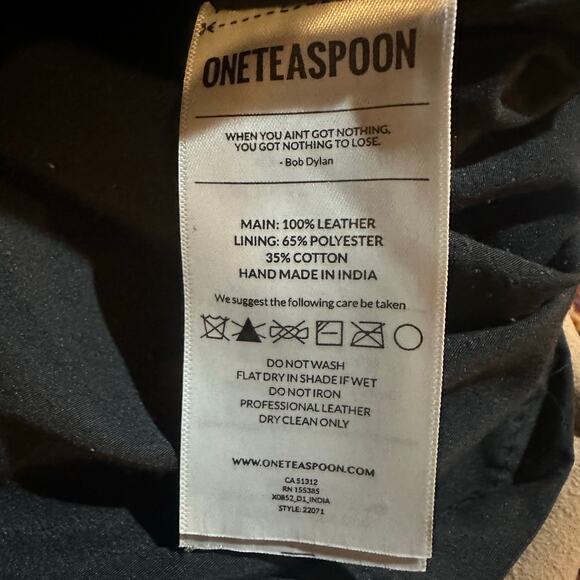 ONETEASPOON
WHEN YOU AINT GOT NOTHING,
YOU GOT NOTHING TO LOSE.
- Bob Dylan
MAIN: 100% LEATHER
LINING: 65% POLYESTER
35% COTTON
HAND MADE IN INDIA
We suggest the following care be taken
DO NOT WASH
FLAT DRY IN SHADE IF WET
DO NOT IRON
PROFESSIONAL LEATHER
DRY CLEAN ONLY
WWW.ONETEASPOON.COM
CA 51312
RN 155385
X0852_D1_INDIA
STYLE: 22071